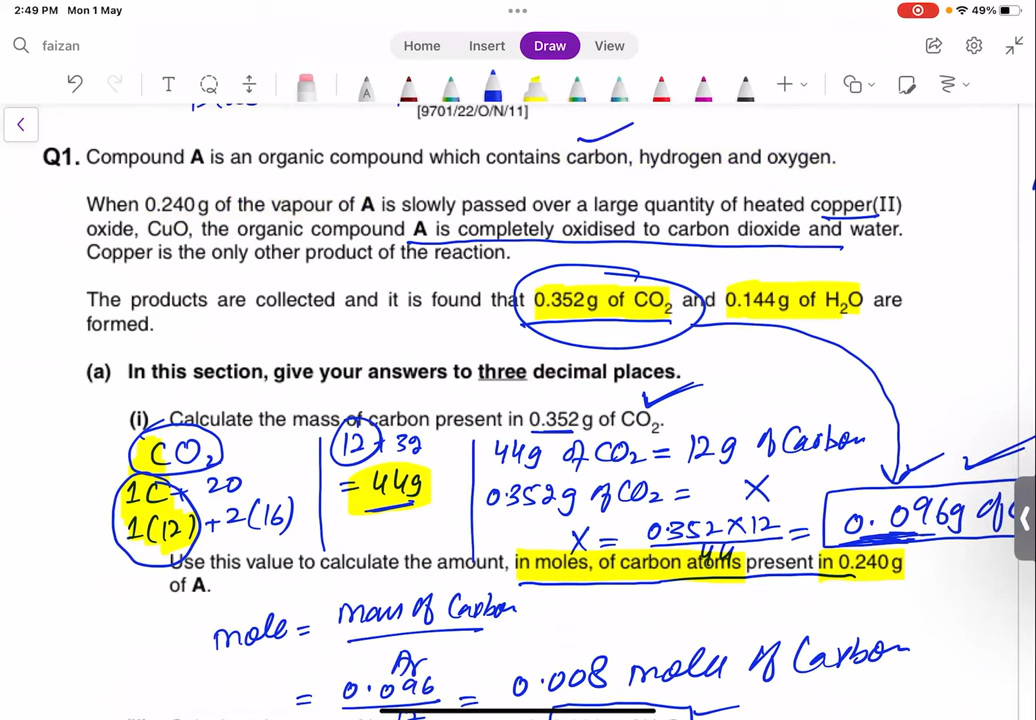 2:49 PM Mon 1 May
49%
faizan
Home Insert Draw View
[9701/22/O/N/11]
Q1. Compound A is an organic compound which contains carbon, hydrogen and oxygen.
When 0.240 g of the vapour of A is slowly passed over a large quantity of heated copper(II)
oxide, CuO, the organic compound A is completely oxidised to carbon dioxide and water.
Copper is the only other product of the reaction.
The products are collected and it is found that 0.352 g of CO₂ and 0.144 g of H₂O are
formed.
(a) In this section, give your answers to three decimal places.
(i) Calculate the mass of carbon present in 0.352 g of CO₂.
CO₂
1C + 2O
1(12) + 2(16)
12 + 32
= 44g
44g of CO₂ = 12g of Carbon
0.352g of CO₂ = X
X = 0.352 × 12 / 44 = 0.096g of
Use this value to calculate the amount, in moles, of carbon atoms present in 0.240 g
of A.
mole = mass of Carbon / Ar
= 0.096 / = 0.008 moles of Carbon